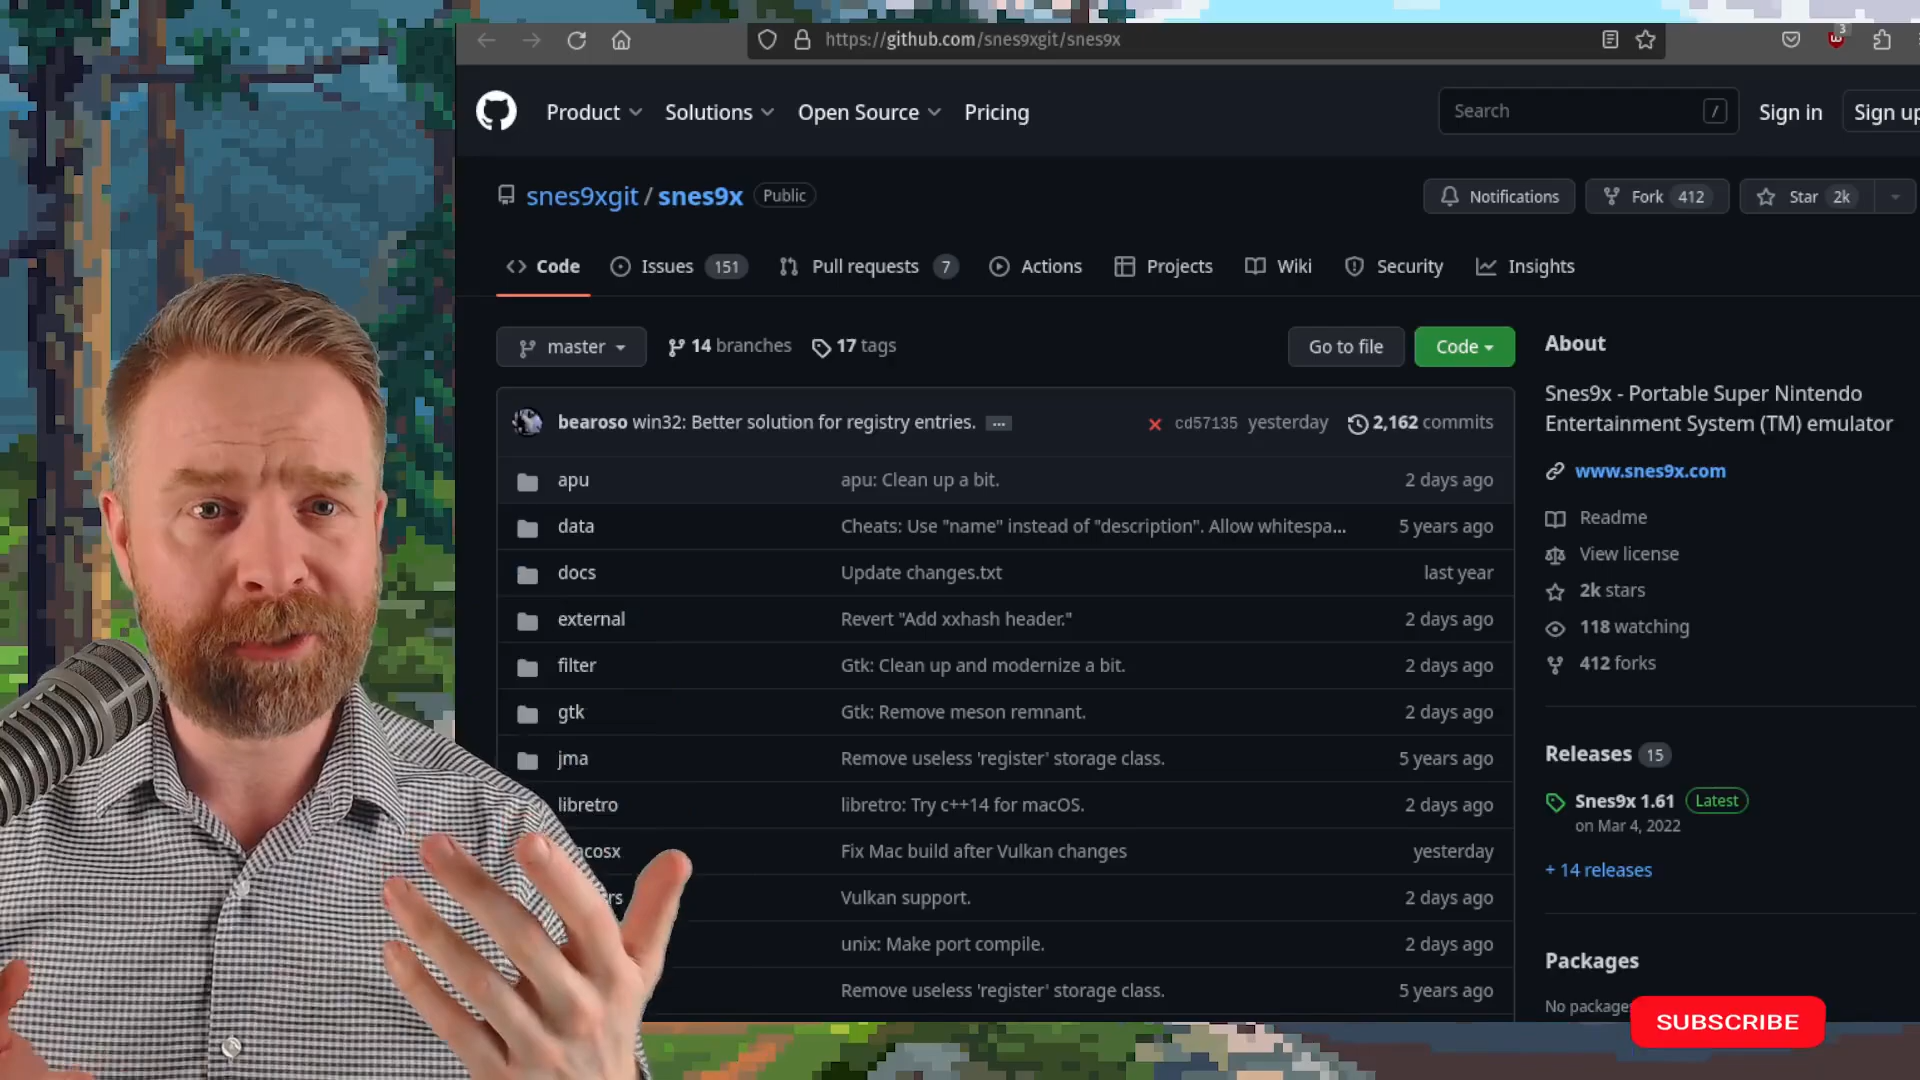 https://github.com/snes9xgit/snes9x
3
Product Solutions Open Source Pricing Search / Sign in Sign up
snes9xgit / snes9x Public Notifications Fork 412 Star 2k
Code Issues 151 Pull requests 7 Actions Projects Wiki Security Insights
master 14 branches 17 tags Go to file Code
bearoso win32: Better solution for registry entries. ... cd57135 yesterday 2,162 commits
apu apu: Clean up a bit. 2 days ago
data Cheats: Use "name" instead of "description". Allow whitespa... 5 years ago
docs Update changes.txt last year
external Revert "Add xxhash header." 2 days ago
filter Gtk: Clean up and modernize a bit. 2 days ago
gtk Gtk: Remove meson remnant. 2 days ago
jma Remove useless 'register' storage class. 5 years ago
libretro libretro: Try c++14 for macOS. 2 days ago
cosx Fix Mac build after Vulkan changes yesterday
rs Vulkan support. 2 days ago
unix: Make port compile. 2 days ago
Remove useless 'register' storage class. 5 years ago
About
Snes9x - Portable Super Nintendo
Entertainment System (TM) emulator
www.snes9x.com
Readme
View license
2k stars
118 watching
412 forks
Releases 15
Snes9x 1.61 Latest
on Mar 4, 2022
+ 14 releases
Packages
No package
SUBSCRIBE